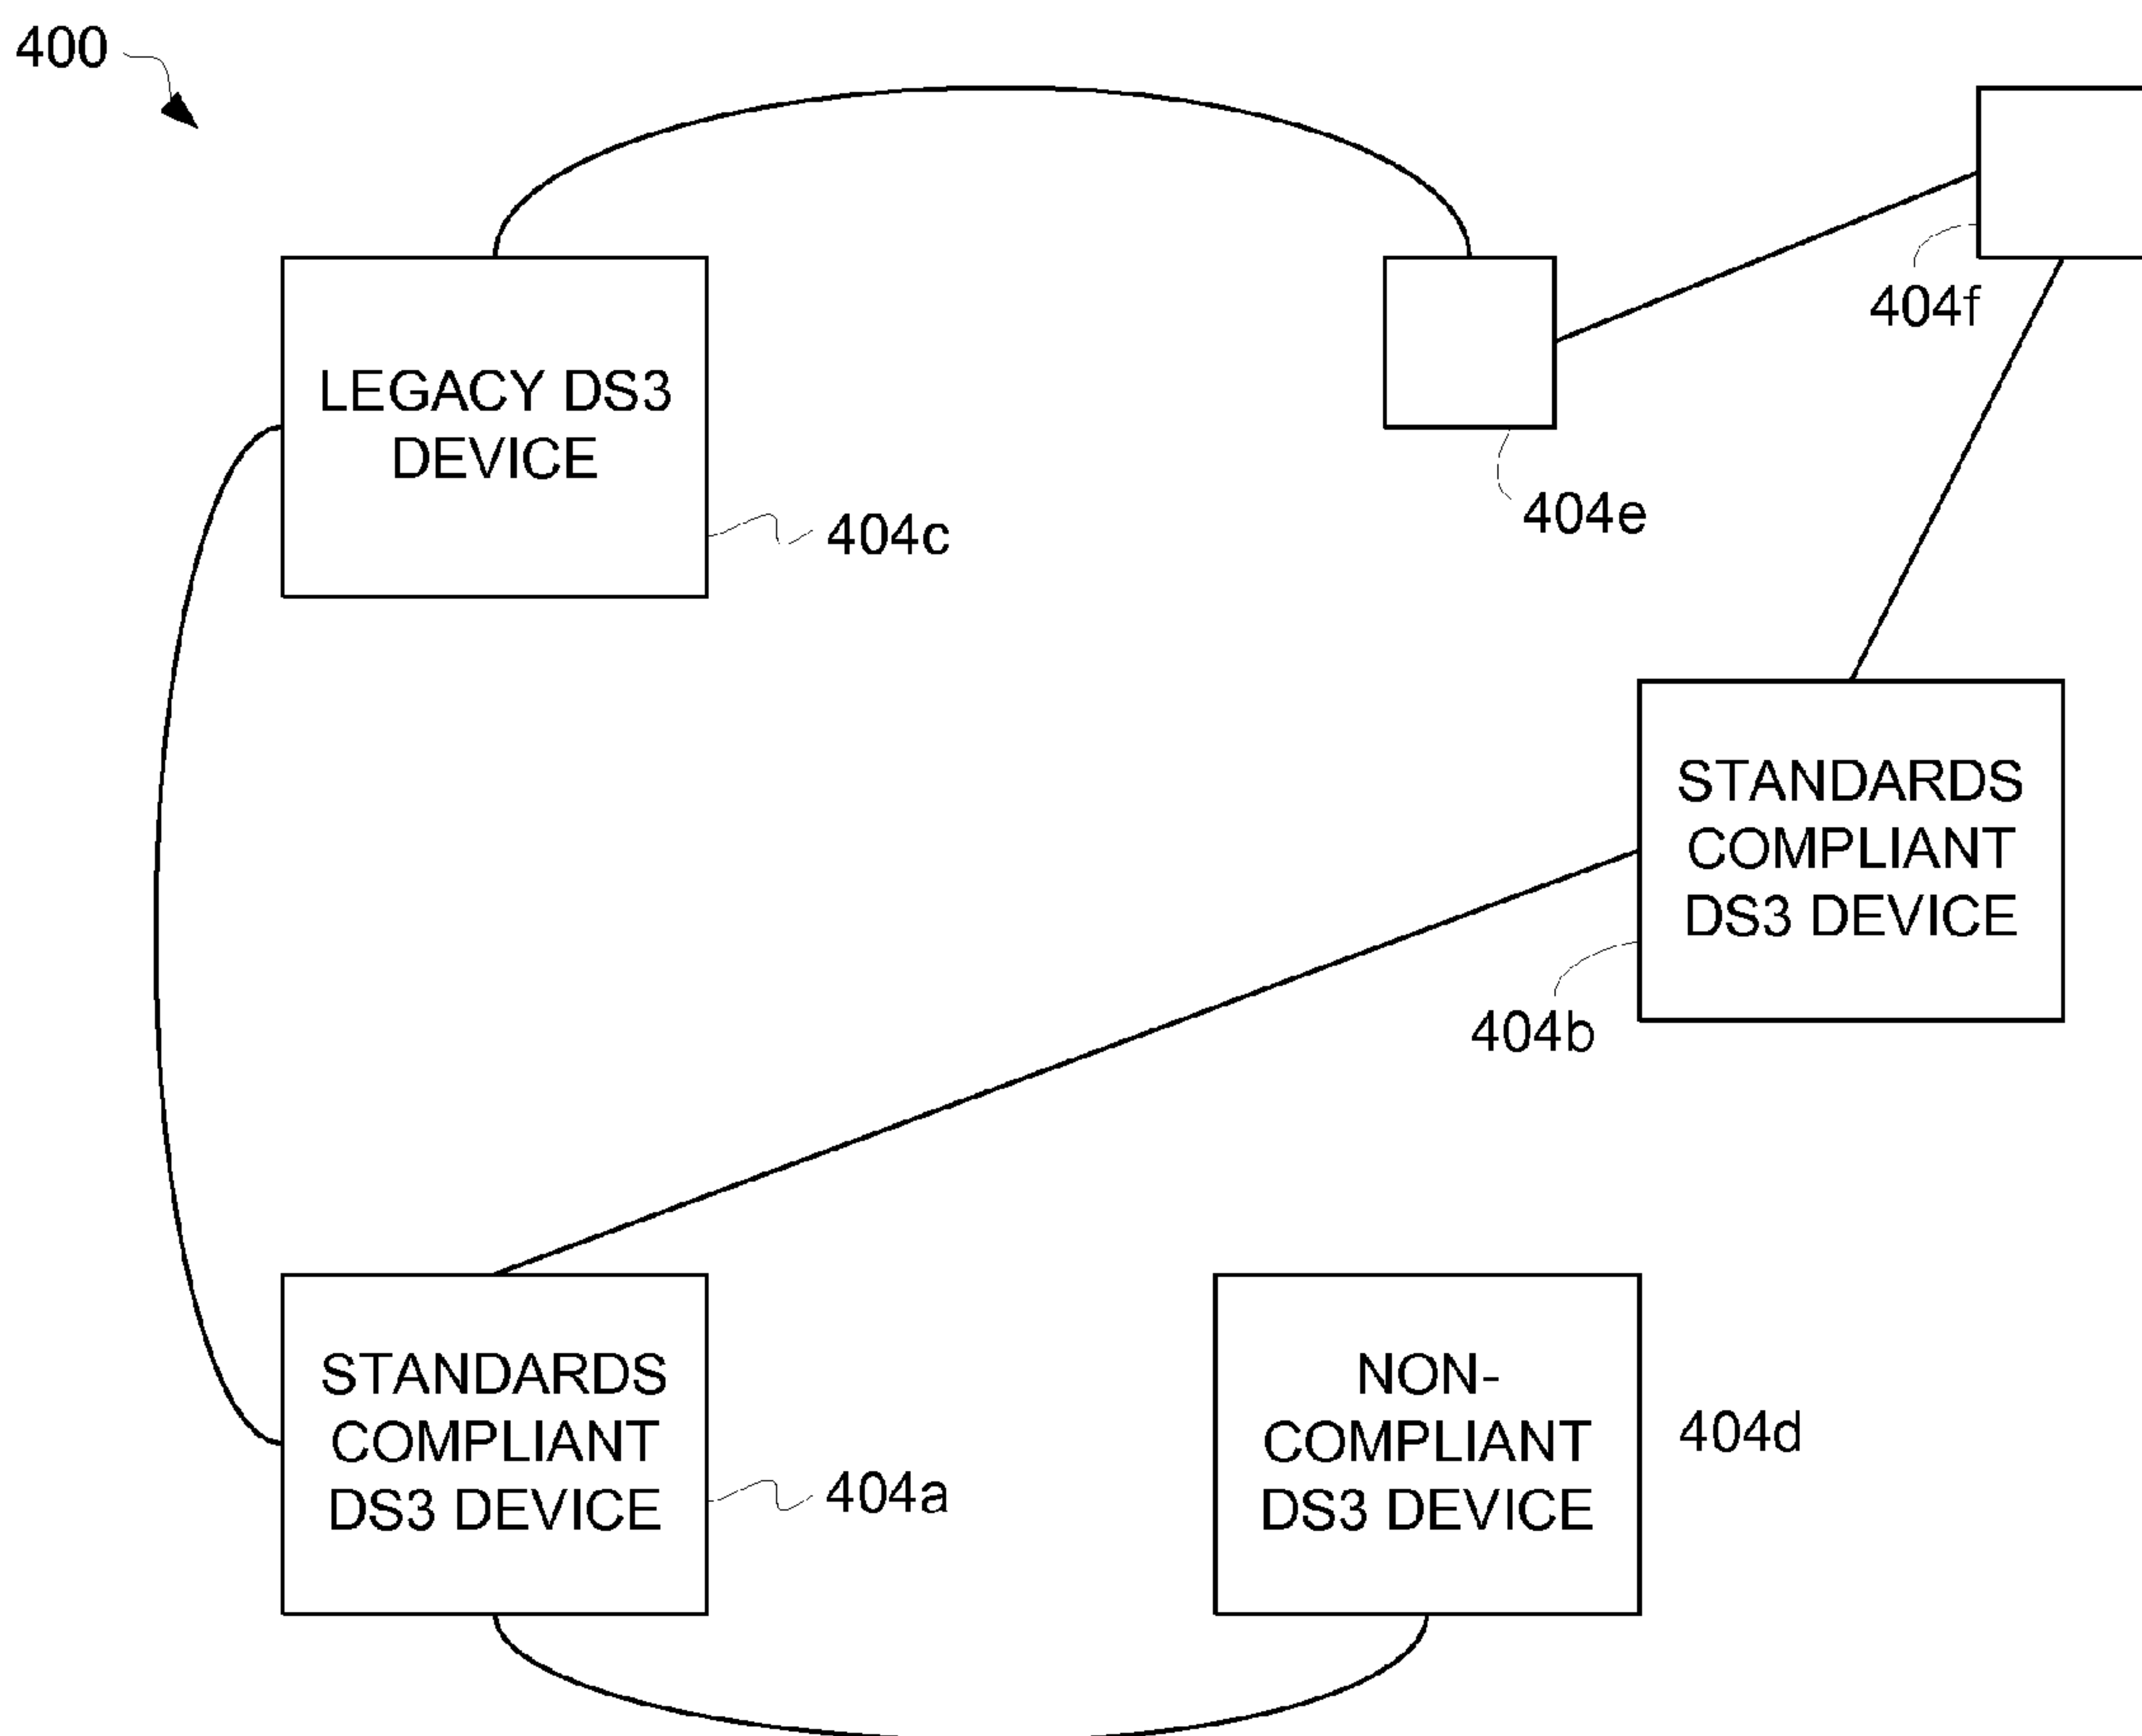 400
404f
LEGACY DS3
DEVICE
404c
404e
STANDARDS
COMPLIANT
DS3 DEVICE
404b
STANDARDS
COMPLIANT
DS3 DEVICE
404a
NON-
COMPLIANT
DS3 DEVICE
404d